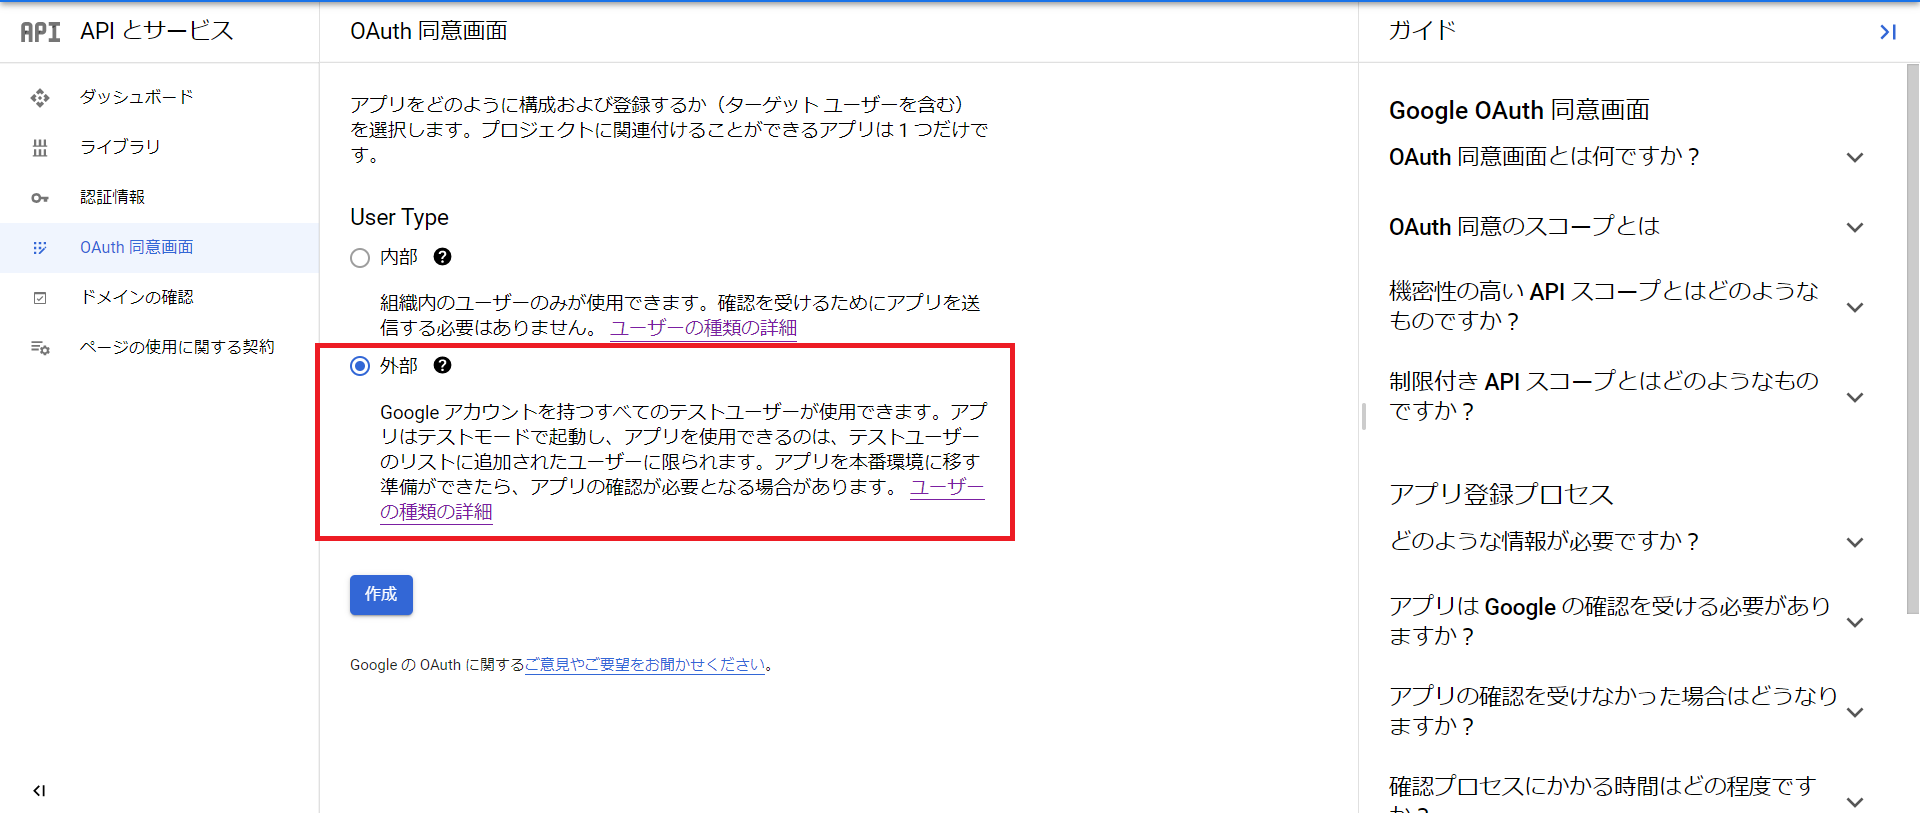 API API とサービス
ダッシュボード
ライブラリ
認証情報
OAuth 同意画面
ドメインの確認
ページの使用に関する契約
OAuth 同意画面
アプリをどのように構成および登録するか（ターゲット ユーザーを含む）
を選択します。プロジェクトに関連付けることができるアプリは 1 つだけで
す。
User Type
内部
組織内のユーザーのみが使用できます。確認を受けるためにアプリを送
信する必要はありません。 ユーザーの種類の詳細
外部
Google アカウントを持つすべてのテストユーザーが使用できます。アプ
リはテストモードで起動し、アプリを使用できるのは、テストユーザー
のリストに追加されたユーザーに限られます。アプリを本番環境に移す
準備ができたら、アプリの確認が必要となる場合があります。 ユーザー
の種類の詳細
作成
Google の OAuth に関するご意見やご要望をお聞かせください。
ガイド
Google OAuth 同意画面
OAuth 同意画面とは何ですか？
OAuth 同意のスコープとは
機密性の高い API スコープとはどのような
ものですか？
制限付き API スコープとはどのようなもの
ですか？
アプリ登録プロセス
どのような情報が必要ですか？
アプリは Google の確認を受ける必要があり
ますか？
アプリの確認を受けなかった場合はどうなり
ますか？
確認プロセスにかかる時間はどの程度です
か？